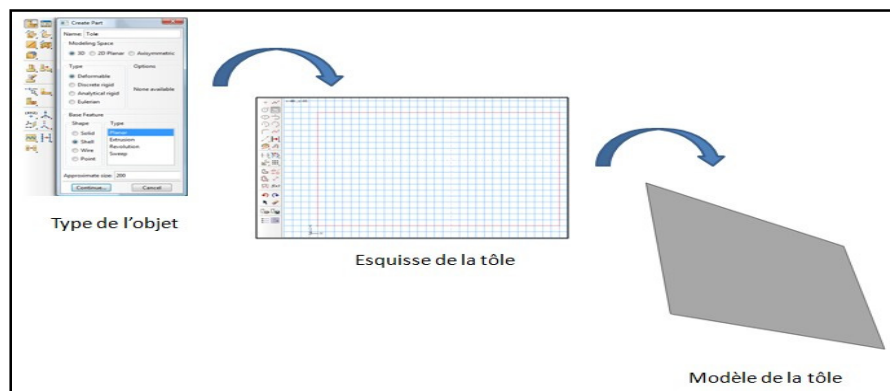 Create Part
Name: Tole
Modeling Space
3D 2D Planar Axisymmetric
Type Options
Deformable
Discrete rigid
Analytical rigid
Eulerian
None available
Base Feature
Shape Type
Solid Planar
Shell Extrusion
Wire Revolution
Point Sweep
Approximate size: 200
Continue... Cancel
Type de l’objet
Esquisse de la tôle
Modèle de la tôle